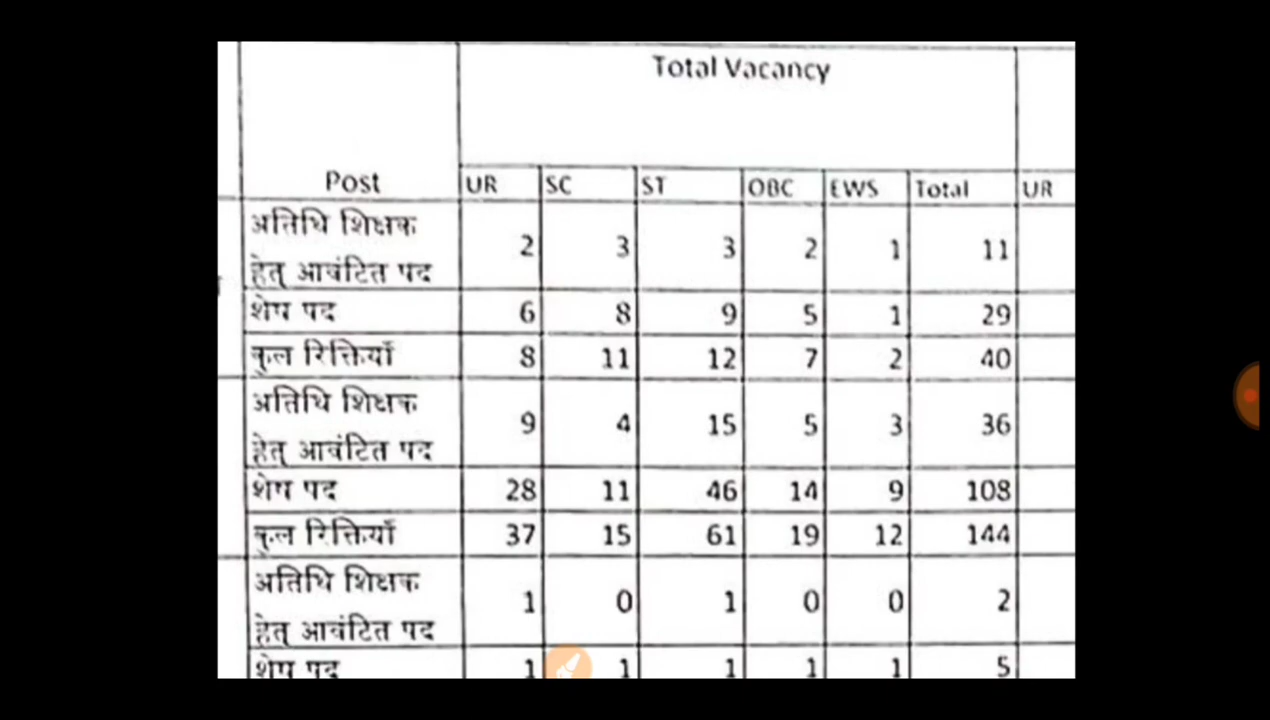 Total Vacancy
Post UR SC ST OBC EWS Total UR
अतिथि शिक्षक
हेतु आवंटित पद 2 3 3 2 1 11
शेष पद 6 8 9 5 1 29
कुल रिक्तियाँ 8 11 12 7 2 40
अतिथि शिक्षक
हेतु आवंटित पद 9 4 15 5 3 36
शेष पद 28 11 46 14 9 108
कुल रिक्तियाँ 37 15 61 19 12 144
अतिथि शिक्षक
हेतु आवंटित पद 1 0 1 0 0 2
शेष पद 1 1 1 1 1 5